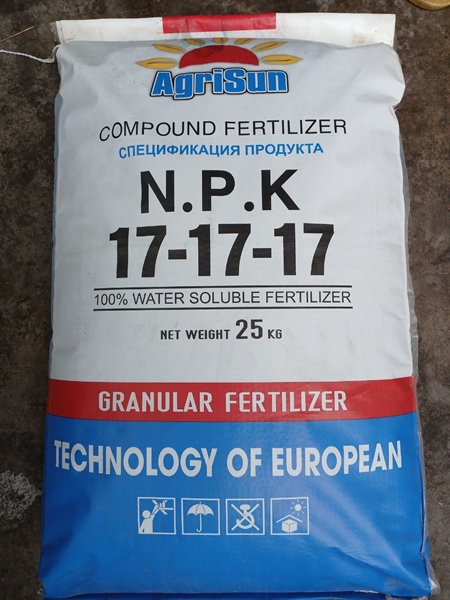 AgriSun
COMPOUND FERTILIZER
СПЕЦИФИКАЦИЯ ПРОДУКТА
N.P.K
17-17-17
100% WATER SOLUBLE FERTILIZER
NET WEIGHT 25 KG
GRANULAR FERTILIZER
TECHNOLOGY OF EUROPEAN